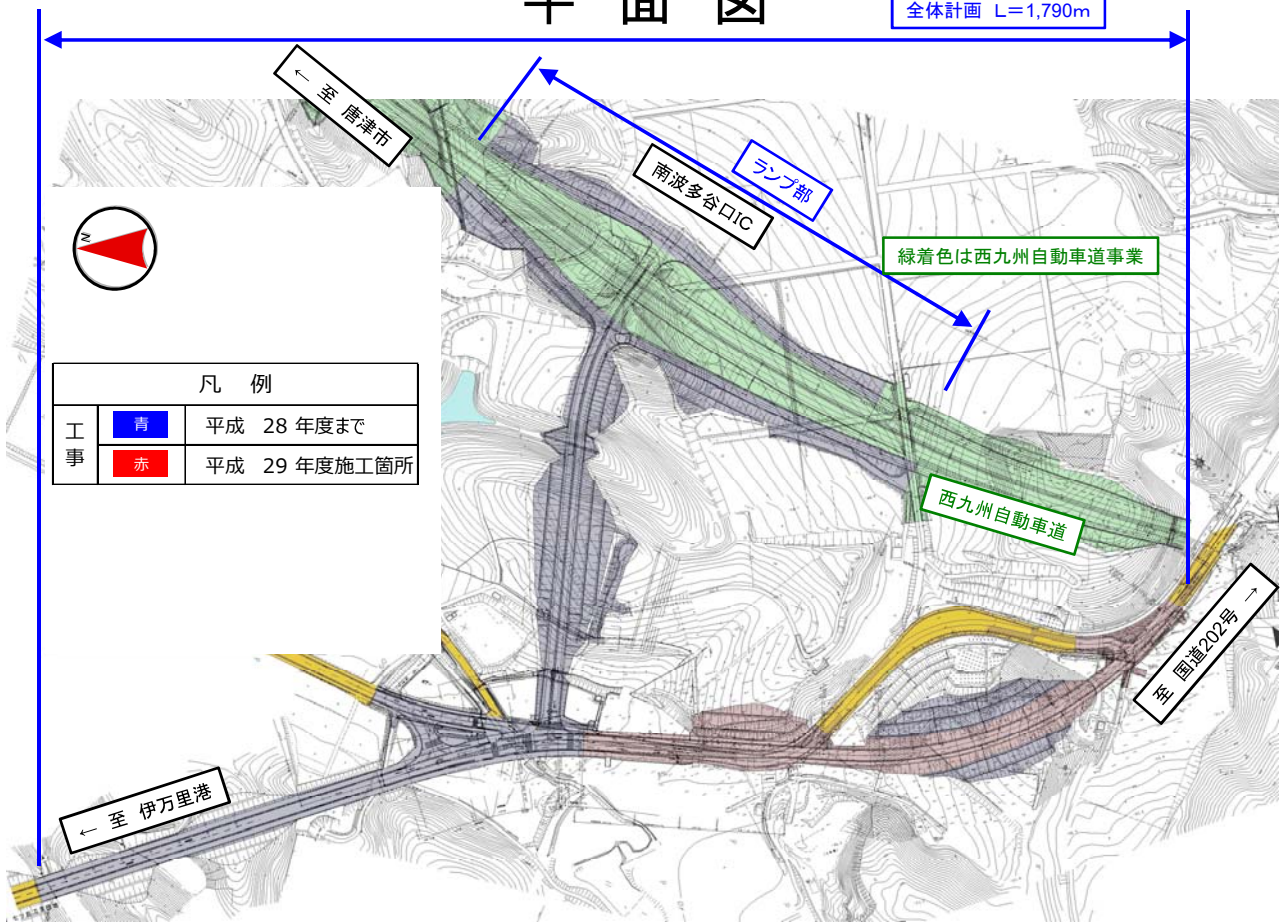 平 面 図
全体計画 L=1,790m
← 至 唐津市
南波多谷口IC
ランプ部
緑着色は西九州自動車道事業
N
凡 例
工事
青
平成 28 年度まで
赤
平成 29 年度施工箇所
西九州自動車道
至 国道202号 →
← 至 伊万里港